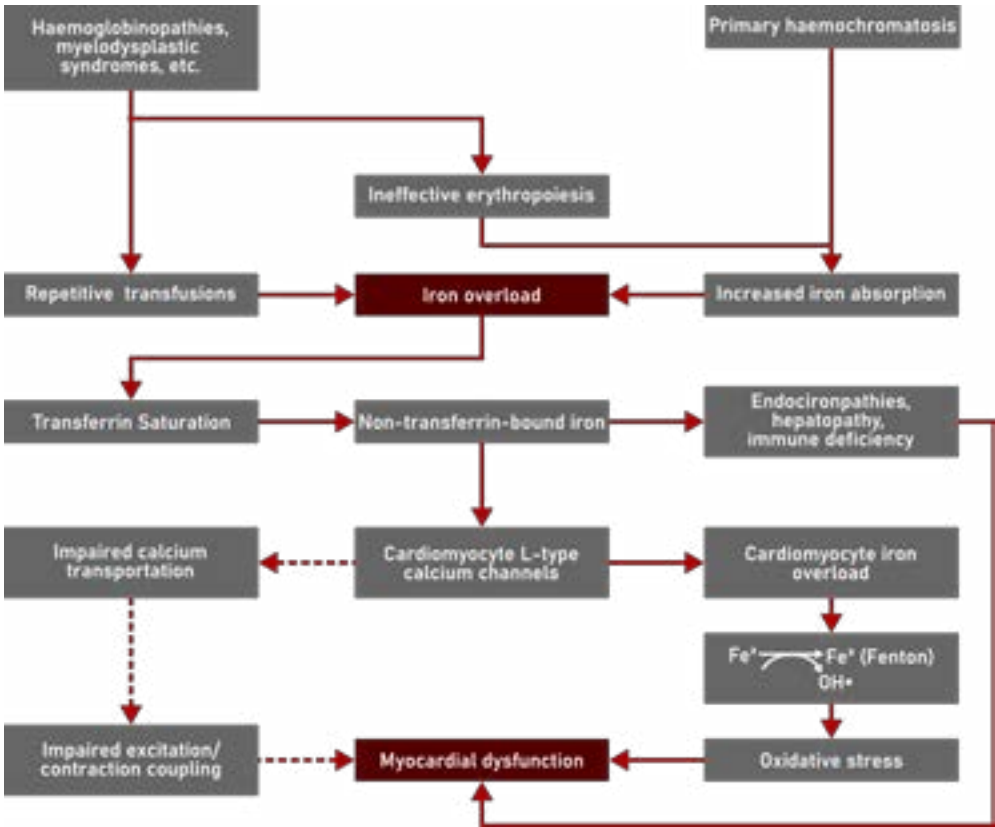 Haemoglobinopathies,
myelodysplastic
syndromes, etc.
Primary haemochromatosis
Ineffective erythropoiesis
Repetitive transfusions
Iron overload
Increased iron absorption
Transferrin Saturation
Non-transferrin-bound iron
Endocironpathies,
hepatopathy,
immune deficiency
Impaired calcium
transportation
Cardiomyocyte L-type
calcium channels
Cardiomyocyte iron
overload
(Fenton)
OH•
Impaired excitation/
contraction coupling
Myocardial dysfunction
Oxidative stress